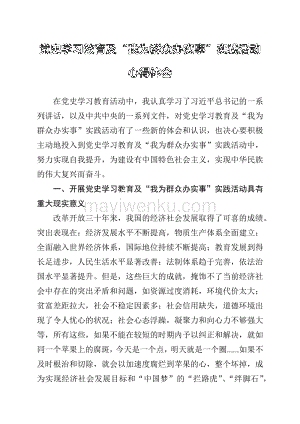 党史学习教育及“我为群众办实事”实践活动
心得体会
在党史学习教育活动中，我认真学习了习近平总书记的一系
列讲话，以及中共中央的一系列文件，对党史学习教育及“我为
群众办实事”实践活动有了一些新的体会和认识，也决心要积极
主动地投入到党史学习教育及“我为群众办实事”实践活动中，
努力实现自我提升，为建设有中国特色社会主义，实现中华民族
的伟大复兴而奋斗。
一、开展党史学习教育及“我为群众办实事”实践活动具有
重大现实意义
改革开放三十年来，我国的经济社会发展取得了可喜的成绩。
突出表现在：经济发展水平不断提高，物质生产体系全面建立；
全面融入世界经济体系，国际地位持续不断提高；教育发展到得
长足进步，人民生活水平显著改善；法制体系趋于完善，依法治
国水平显著提升。但是，这些巨大的成就，掩饰不了当前经济社
会中存在的突出矛盾和问题，如资源过度消耗、环境代价太大；
贫富差距拉大，社会不稳定因素多；社会信用缺失，道德环境出
现了令人忧心的状况；社会心态浮躁，凝聚力和向心力不够强大
等，所有这些，如果不能在较短的时期内予以纠正和解决，就如
同一个苹果上的腐斑，今天是一个点，明天就是一个圈……如果不
及时根治和切除，就会以加速度腐烂到苹果的心，整个坏掉，成
为实现经济社会发展目标和“中国梦”的“拦路虎”、“绊脚石”。